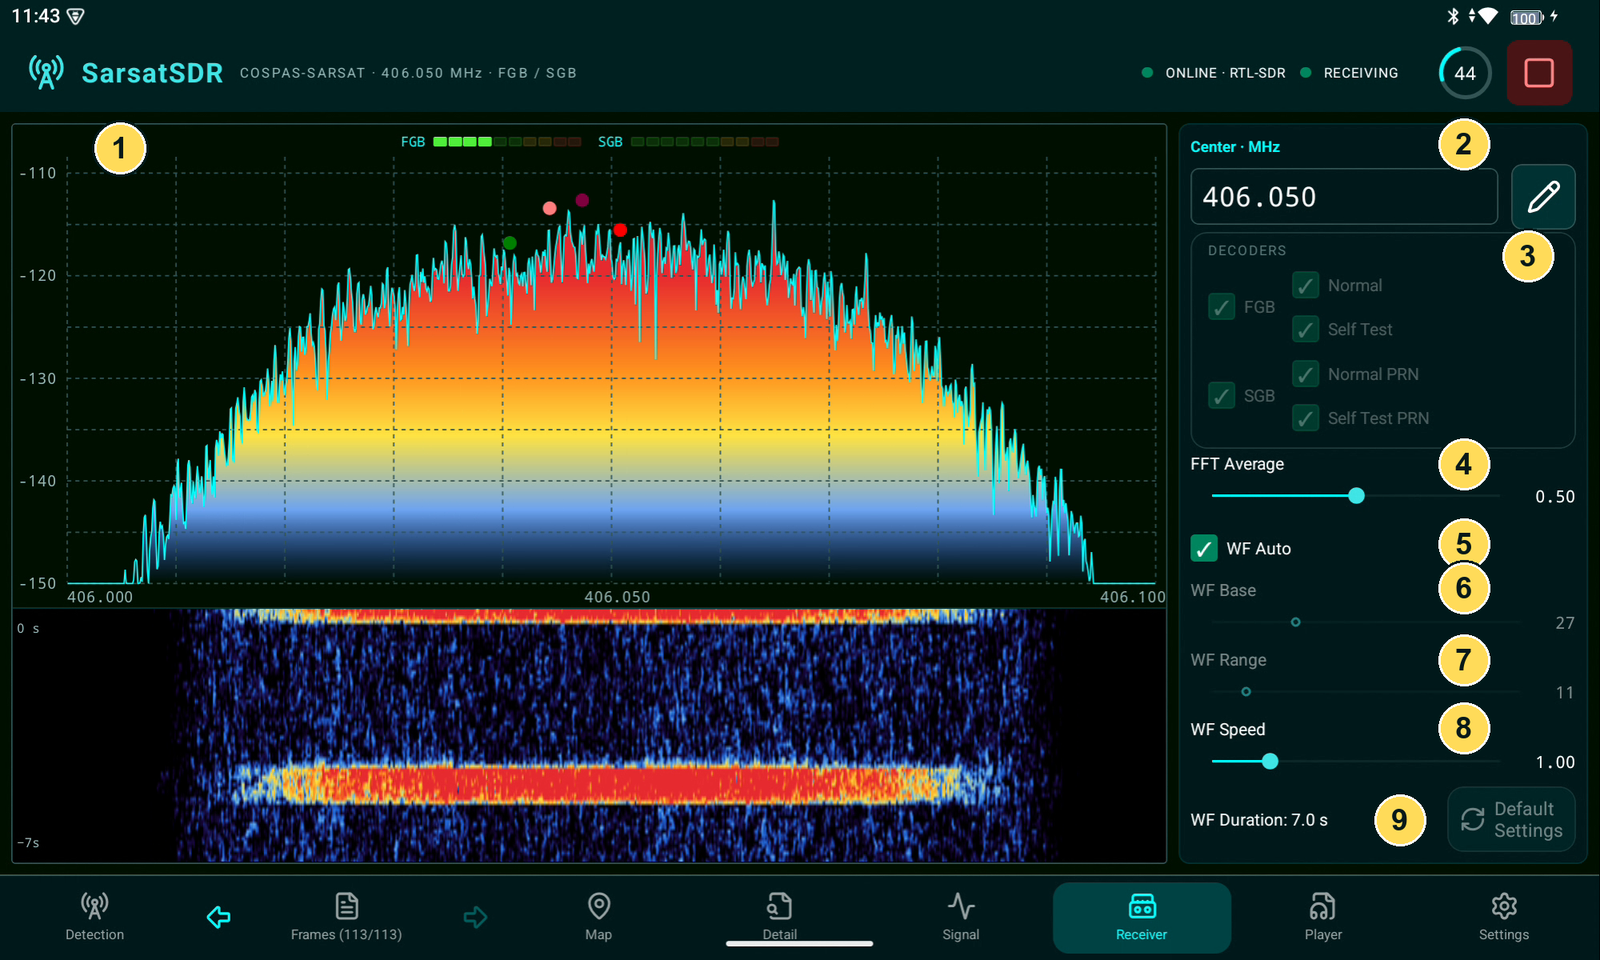 11:43
100
SarsatSDR
COSPAS-SARSAT · 406.050 MHz · FGB / SGB
ONLINE · RTL-SDR
RECEIVING
44
1
FGB
SGB
-110
-120
-130
-140
-150
406.000
406.050
406.100
0 s
-7s
Center · MHz
2
406.050
3
DECODERS
FGB
Normal
Self Test
SGB
Normal PRN
Self Test PRN
FFT Average
4
0.50
WF Auto
5
WF Base
6
27
WF Range
7
11
WF Speed
8
1.00
WF Duration: 7.0 s
9
Default
Settings
Detection
Frames (113/113)
Map
Detail
Signal
Receiver
Player
Settings